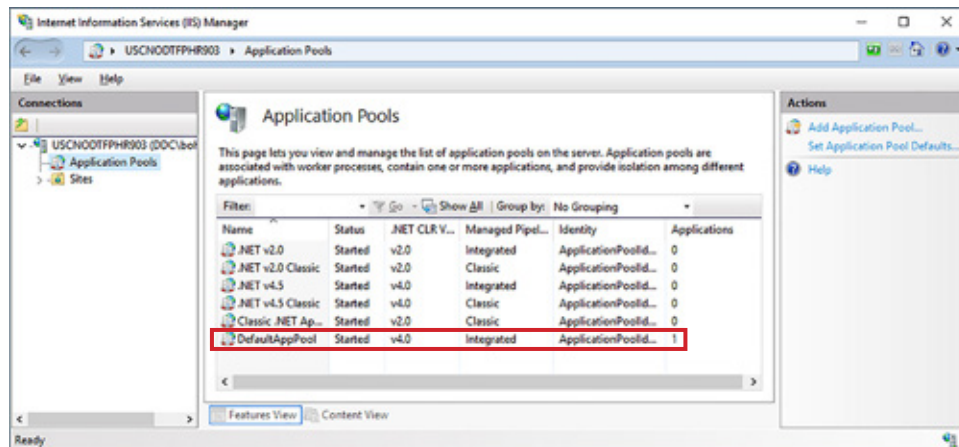 Internet Information Services (IIS) Manager
USCNODTFPHR903 Application Pools
File View Help
Connections
USCNODTFPHR903 (DOC\bol
Application Pools
Sites
Application Pools
This page lets you view and manage the list of application pools on the server. Application pools are
associated with worker processes, contain one or more applications, and provide isolation among different
applications.
Filter: Go Show All Group by: No Grouping
Name Status .NET CLR V... Managed Pipel... Identity Applications
.NET v2.0 Started v2.0 Integrated ApplicationPoolId... 0
.NET v2.0 Classic Started v2.0 Classic ApplicationPoolId... 0
.NET v4.5 Started v4.0 Integrated ApplicationPoolId... 0
.NET v4.5 Classic Started v4.0 Classic ApplicationPoolId... 0
Classic .NET Ap... Started v2.0 Classic ApplicationPoolId... 0
DefaultAppPool Started v4.0 Integrated ApplicationPoolId... 1
Features View Content View
Actions
Add Application Pool...
Set Application Pool Defaults...
Help
Ready